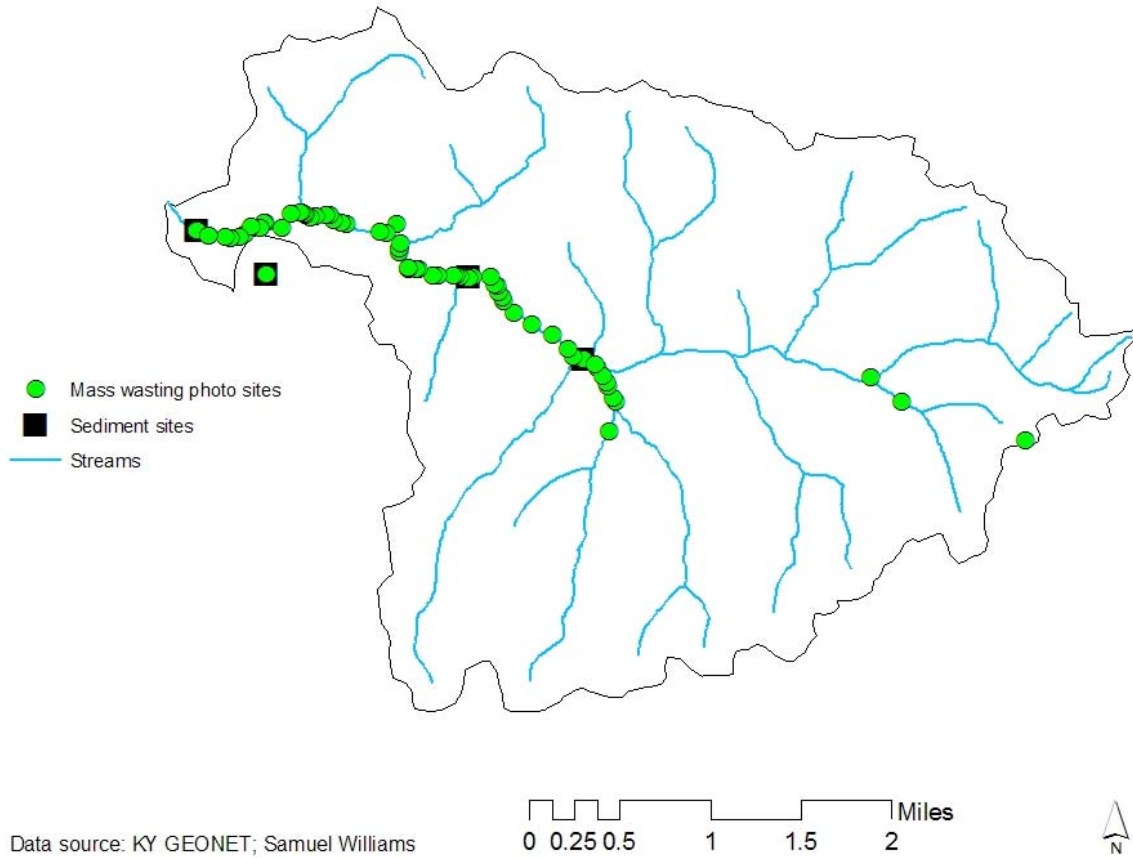 Mass wasting photo sites
Sediment sites
Streams
Miles
0 0.25 0.5 1 1.5 2
N
Data source: KY GEONET; Samuel Williams